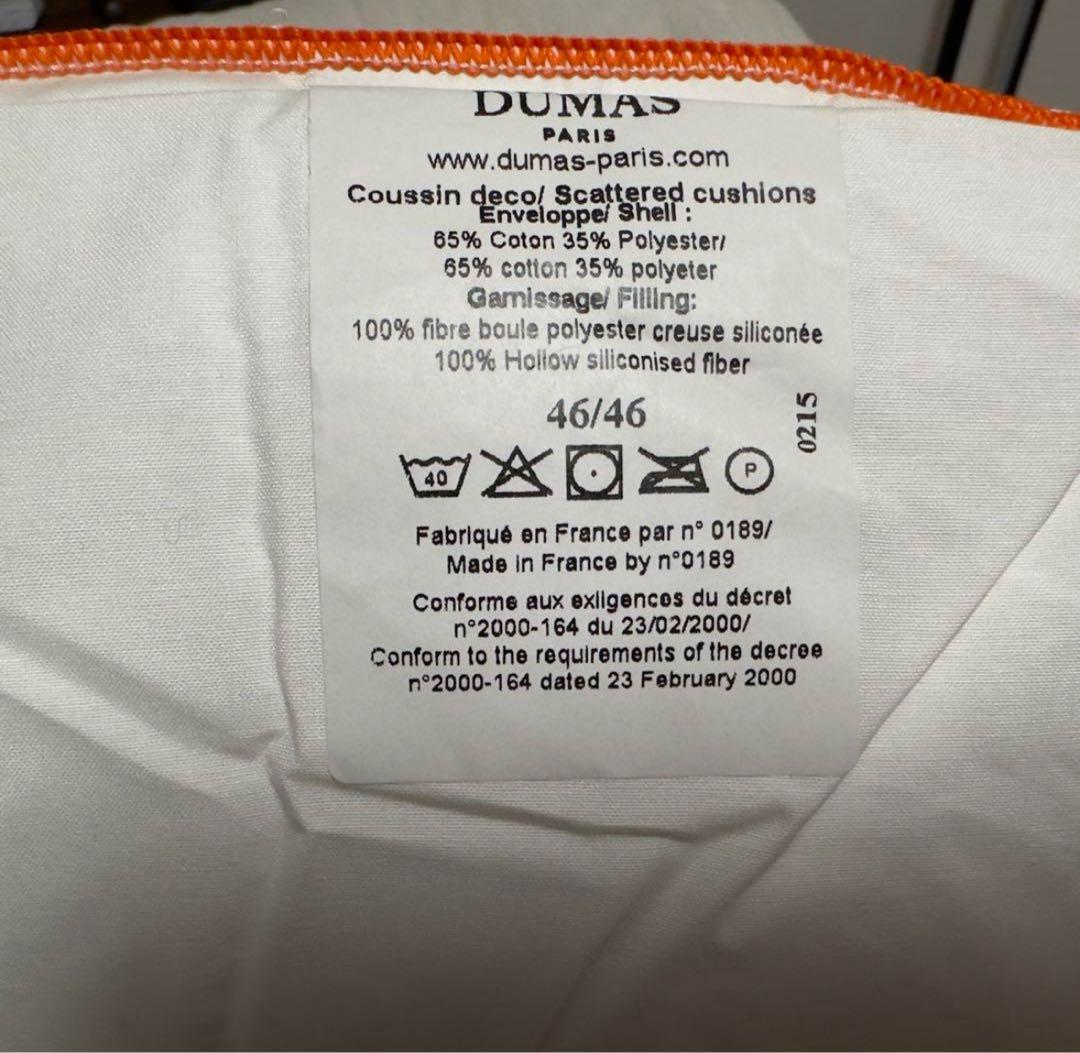 DUMAS
PARIS
www.dumas-paris.com
Coussin deco/ Scattered cushions
Enveloppe/ Shell :
65% Coton 35% Polyester/
65% cotton 35% polyeter
Garnissage/ Filling:
100% fibre boule polyester creuse siliconée
100% Hollow siliconised fiber
46/46
0215
40
P
Fabriqué en France par n° 0189/
Made in France by n°0189
Conforme aux exiigences du décret
n°2000-164 du 23/02/2000/
Conform to the requirements of the decree
n°2000-164 dated 23 February 2000